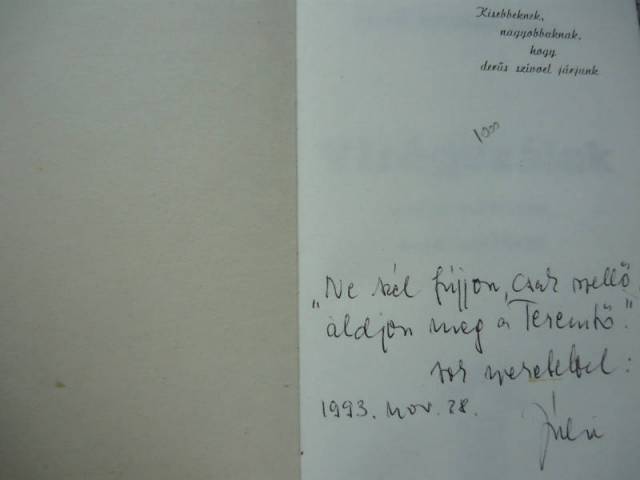 Kisebbeknek,
nagyobbaknak,
hogy
derűs szívvel járjunk
1000
„Ne szél fújjon, csak szellő,
áldjon meg a Teremtő."
sok szeretettel:
1993. nov. 28.